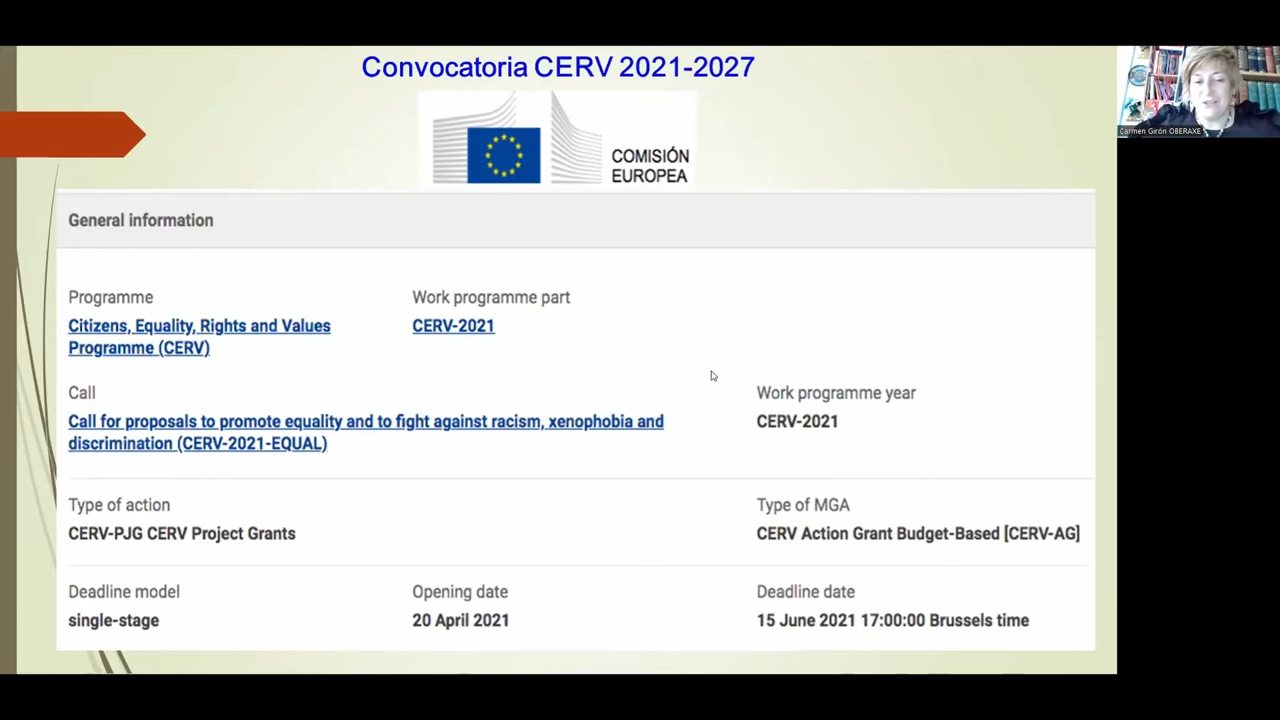 Convocatoria CERV 2021-2027
COMISIÓN
EUROPEA
Carmen Girón OBERAXE
General information
Programme
Work programme part
Citizens, Equality, Rights and Values
Programme (CERV)
CERV-2021
Call
Work programme year
Call for proposals to promote equality and to fight against racism, xenophobia and
discrimination (CERV-2021-EQUAL)
CERV-2021
Type of action
Type of MGA
CERV-PJG CERV Project Grants
CERV Action Grant Budget-Based [CERV-AG]
Deadline model
Opening date
Deadline date
single-stage
20 April 2021
15 June 2021 17:00:00 Brussels time